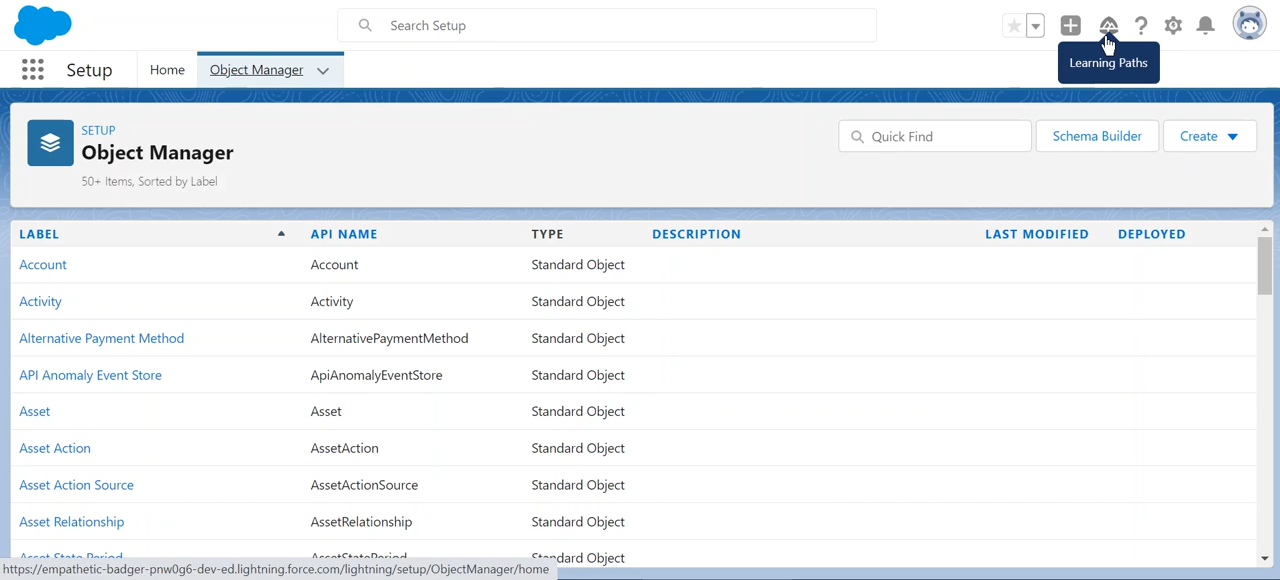 Search Setup
Learning Paths
Setup
Home
Object Manager
SETUP
Object Manager
50+ Items, Sorted by Label
Quick Find
Schema Builder
Create
LABEL API NAME TYPE DESCRIPTION LAST MODIFIED DEPLOYED
Account Account Standard Object
Activity Activity Standard Object
Alternative Payment Method AlternativePaymentMethod Standard Object
API Anomaly Event Store ApiAnomalyEventStore Standard Object
Asset Asset Standard Object
Asset Action AssetAction Standard Object
Asset Action Source AssetActionSource Standard Object
Asset Relationship AssetRelationship Standard Object
Asset State Period AssetStatePeriod Standard Object
https://empathetic-badger-pnw0g6-dev-ed.lightning.force.com/lightning/setup/ObjectManager/home